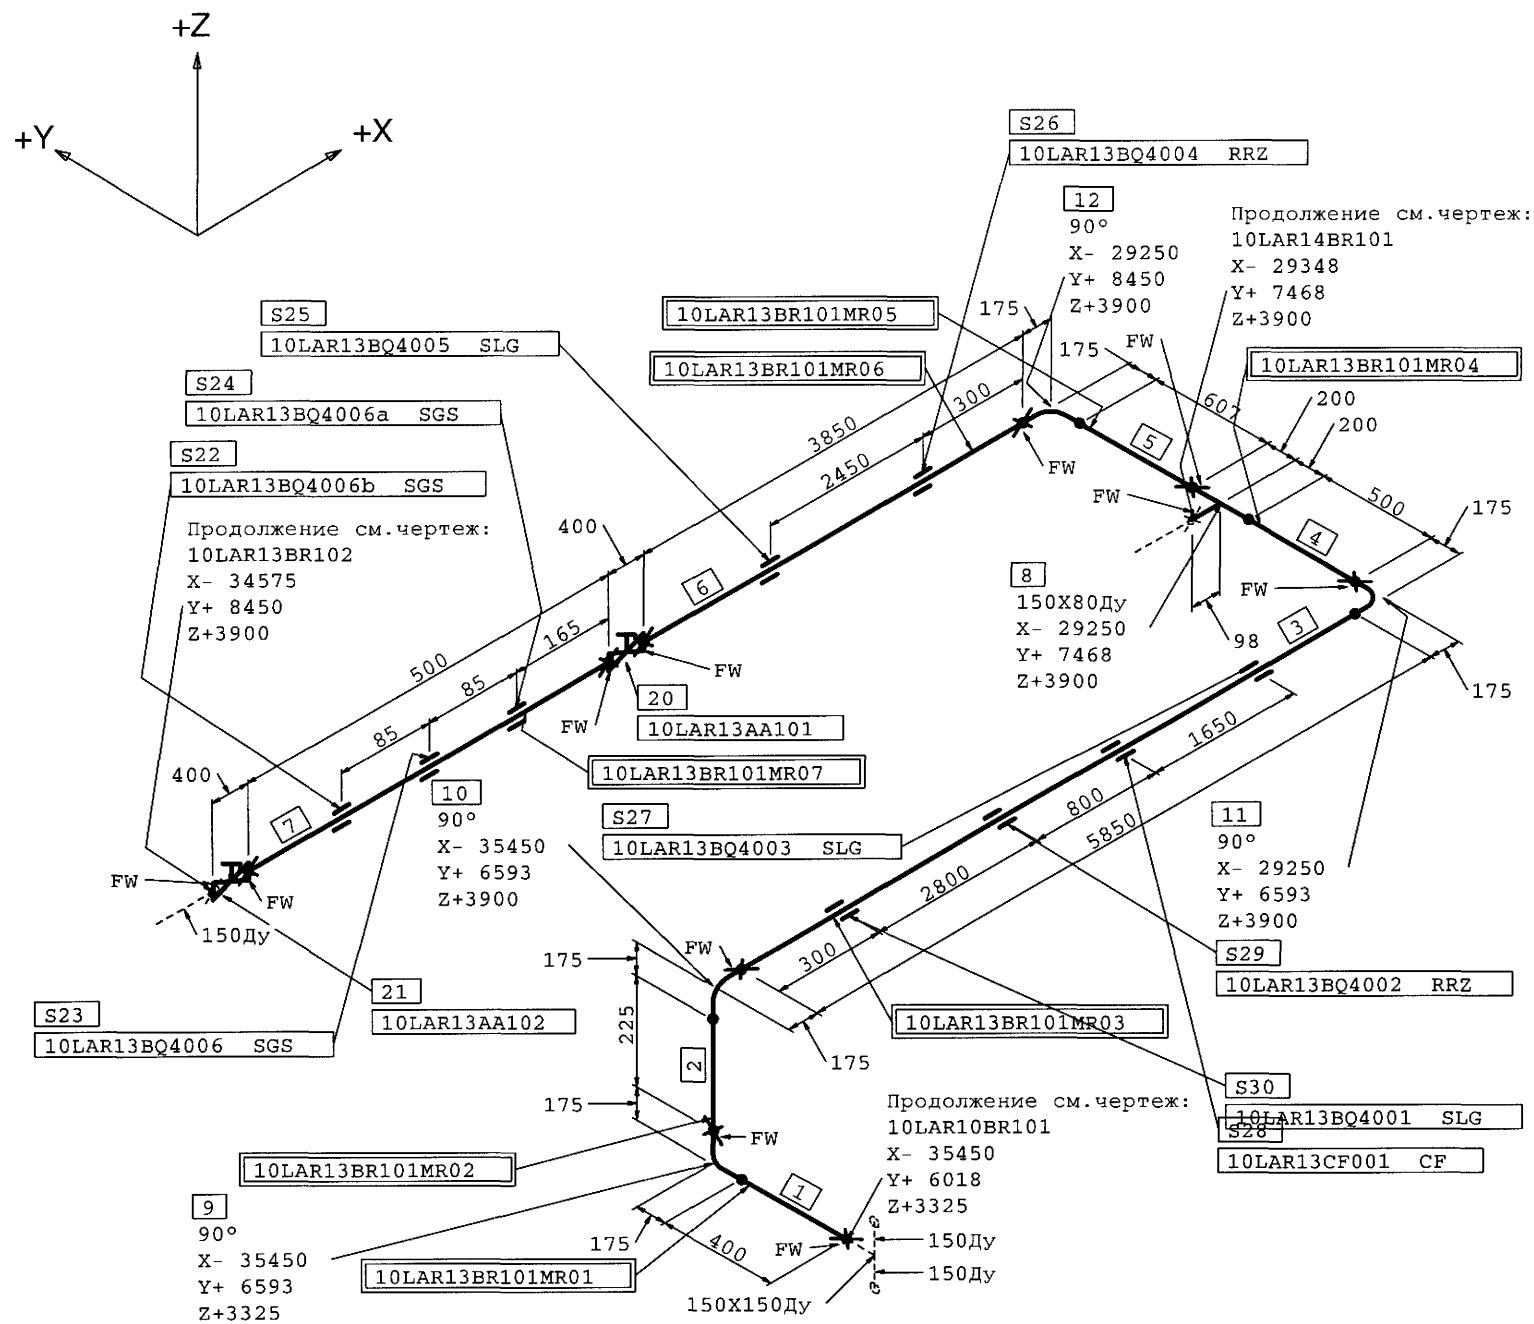 +Z
+Y
+X
S26
10LAR13BQ4004 RRZ
12
90°
X- 29250
Y+ 8450
Z+3900
Продолжение см.чертеж:
10LAR14BR101
X- 29348
Y+ 7468
Z+3900
S25
10LAR13BQ4005 SLG
10LAR13BR101MR05
175
10LAR13BR101MR06
175
FW
10LAR13BR101MR04
S24
10LAR13BQ4006a SGS
300
607
200
200
3850
S22
10LAR13BQ4006b SGS
2450
5
FW
FW
500
175
Продолжение см.чертеж:
10LAR13BR102
X- 34575
Y+ 8450
Z+3900
400
4
6
8
150X80Ду
X- 29250
Y+ 7468
Z+3900
FW
98
3
165
500
FW
85
20
10LAR13AA101
FW
175
85
1650
400
10LAR13BR101MR07
10
90°
X- 35450
Y+ 6593
Z+3900
7
S27
10LAR13BQ4003 SLG
800
5850
11
90°
X- 29250
Y+ 6593
Z+3900
FW
FW
2800
150Ду
FW
300
175
S29
10LAR13BQ4002 RRZ
21
10LAR13AA102
S23
10LAR13BQ4006 SGS
225
10LAR13BR101MR03
175
2
175
S30
10LAR13BQ4001 SLG
S28
10LAR13CF001 CF
Продолжение см.чертеж:
10LAR10BR101
X- 35450
Y+ 6018
Z+3325
FW
10LAR13BR101MR02
1
9
90°
X- 35450
Y+ 6593
Z+3325
175
400
FW
150Ду
150Ду
10LAR13BR101MR01
150X150Ду